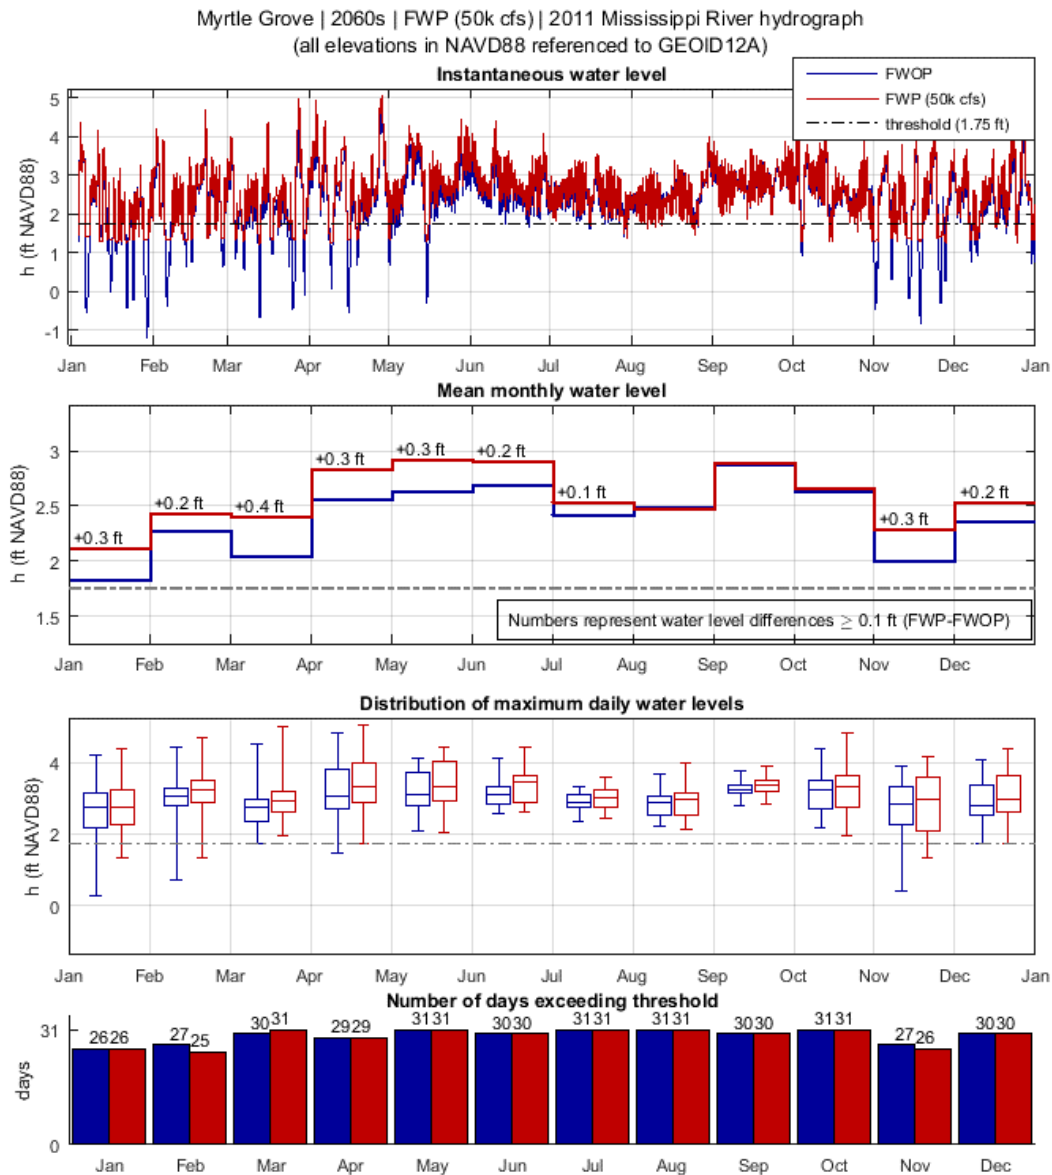 Myrtle Grove | 2060s | FWP (50k cfs) | 2011 Mississippi River hydrograph
(all elevations in NAVD88 referenced to GEOID12A)
Instantaneous water level
FWOP
FWP (50k cfs)
threshold (1.75 ft)
h (ft NAVD88)
5
4
3
2
1
0
-1
Jan Feb Mar Apr May Jun Jul Aug Sep Oct Nov Dec Jan
Mean monthly water level
h (ft NAVD88)
3
2.5
2
1.5
+0.3 ft +0.2 ft +0.4 ft +0.3 ft +0.3 ft +0.2 ft +0.1 ft +0.3 ft +0.2 ft
Numbers represent water level differences ≥ 0.1 ft (FWP-FWOP)
Jan Feb Mar Apr May Jun Jul Aug Sep Oct Nov Dec
Distribution of maximum daily water levels
h (ft NAVD88)
4
2
0
Jan Feb Mar Apr May Jun Jul Aug Sep Oct Nov Dec Jan
Number of days exceeding threshold
days
31
0
26 26 27 25 30 31 29 29 31 31 30 30 31 31 31 31 30 30 31 31 27 26 30 30
Jan Feb Mar Apr May Jun Jul Aug Sep Oct Nov Dec